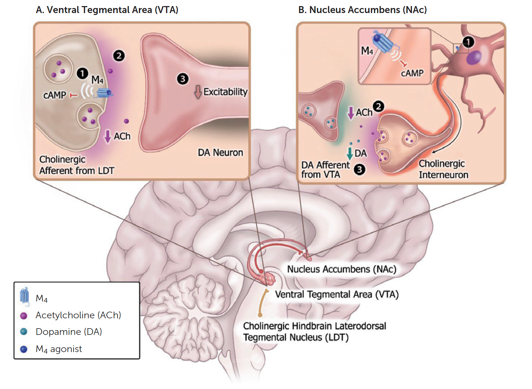 A. Ventral Tegmental Area (VTA)
1
2
M₄
cAMP
ACh
Cholinergic
Afferent from LDT
3
Excitability
DA Neuron
B. Nucleus Accumbens (NAc)
M₄
cAMP
1
ACh
2
DA
3
DA Afferent
from VTA
Cholinergic
Interneuron
Nucleus Accumbens (NAc)
Ventral Tegmental Area (VTA)
Cholinergic Hindbrain Laterodorsal
Tegmental Nucleus (LDT)
M₄
Acetylcholine (ACh)
Dopamine (DA)
M₄ agonist